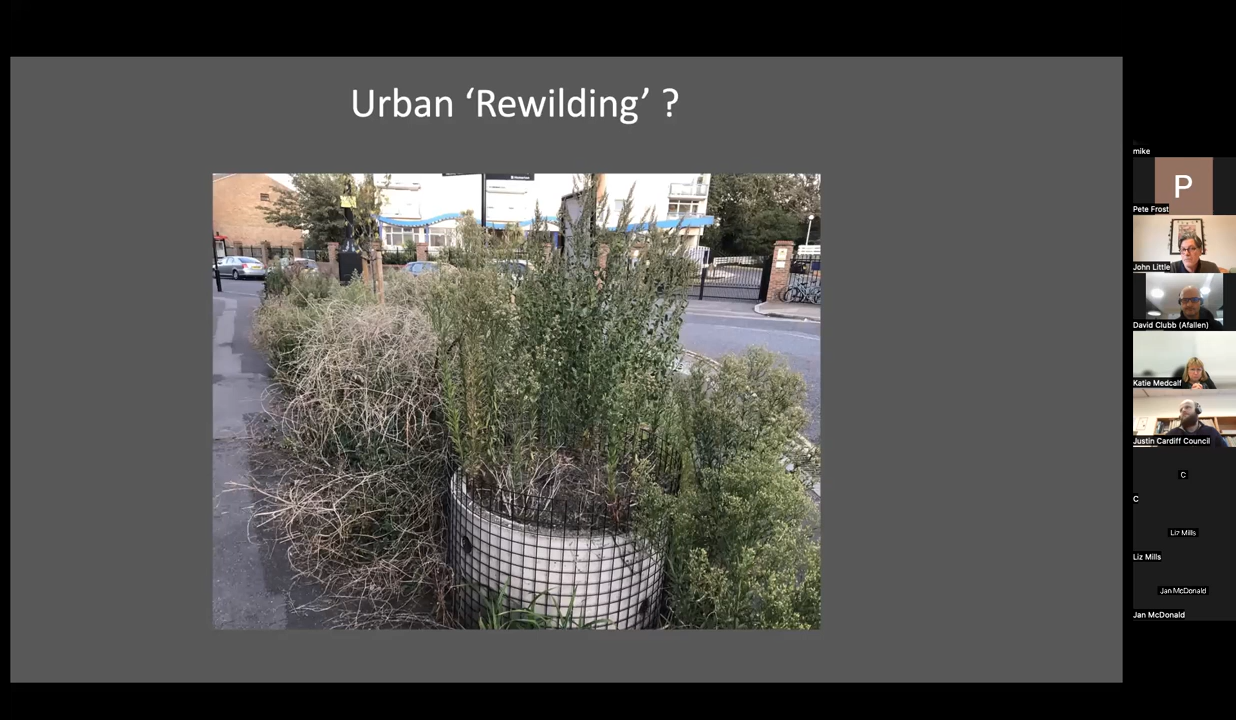 Urban ‘Rewilding’ ?
mike
P
Pete Frost
John Little
David Clubb (Afallen)
Katie Medcalf
Justin Cardiff Council
C
C
Liz Mills
Liz Mills
Jan McDonald
Jan McDonald